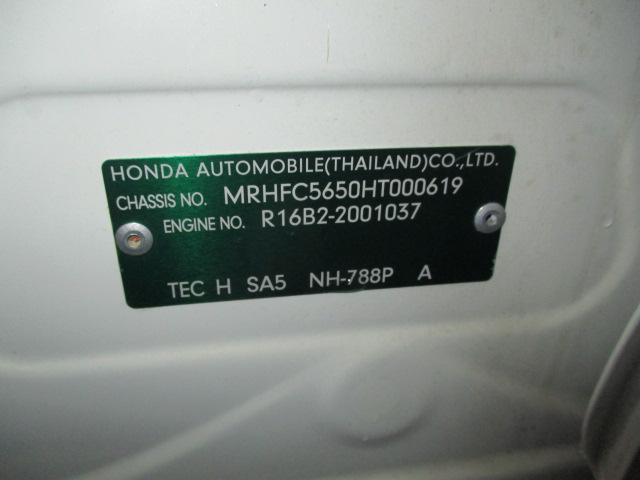 HONDA AUTOMOBILE(THAILAND)CO.,LTD.
CHASSIS NO. MRHFC5650HT000619
ENGINE NO. R16B2-2001037
TEC H SA5 NH-788P A